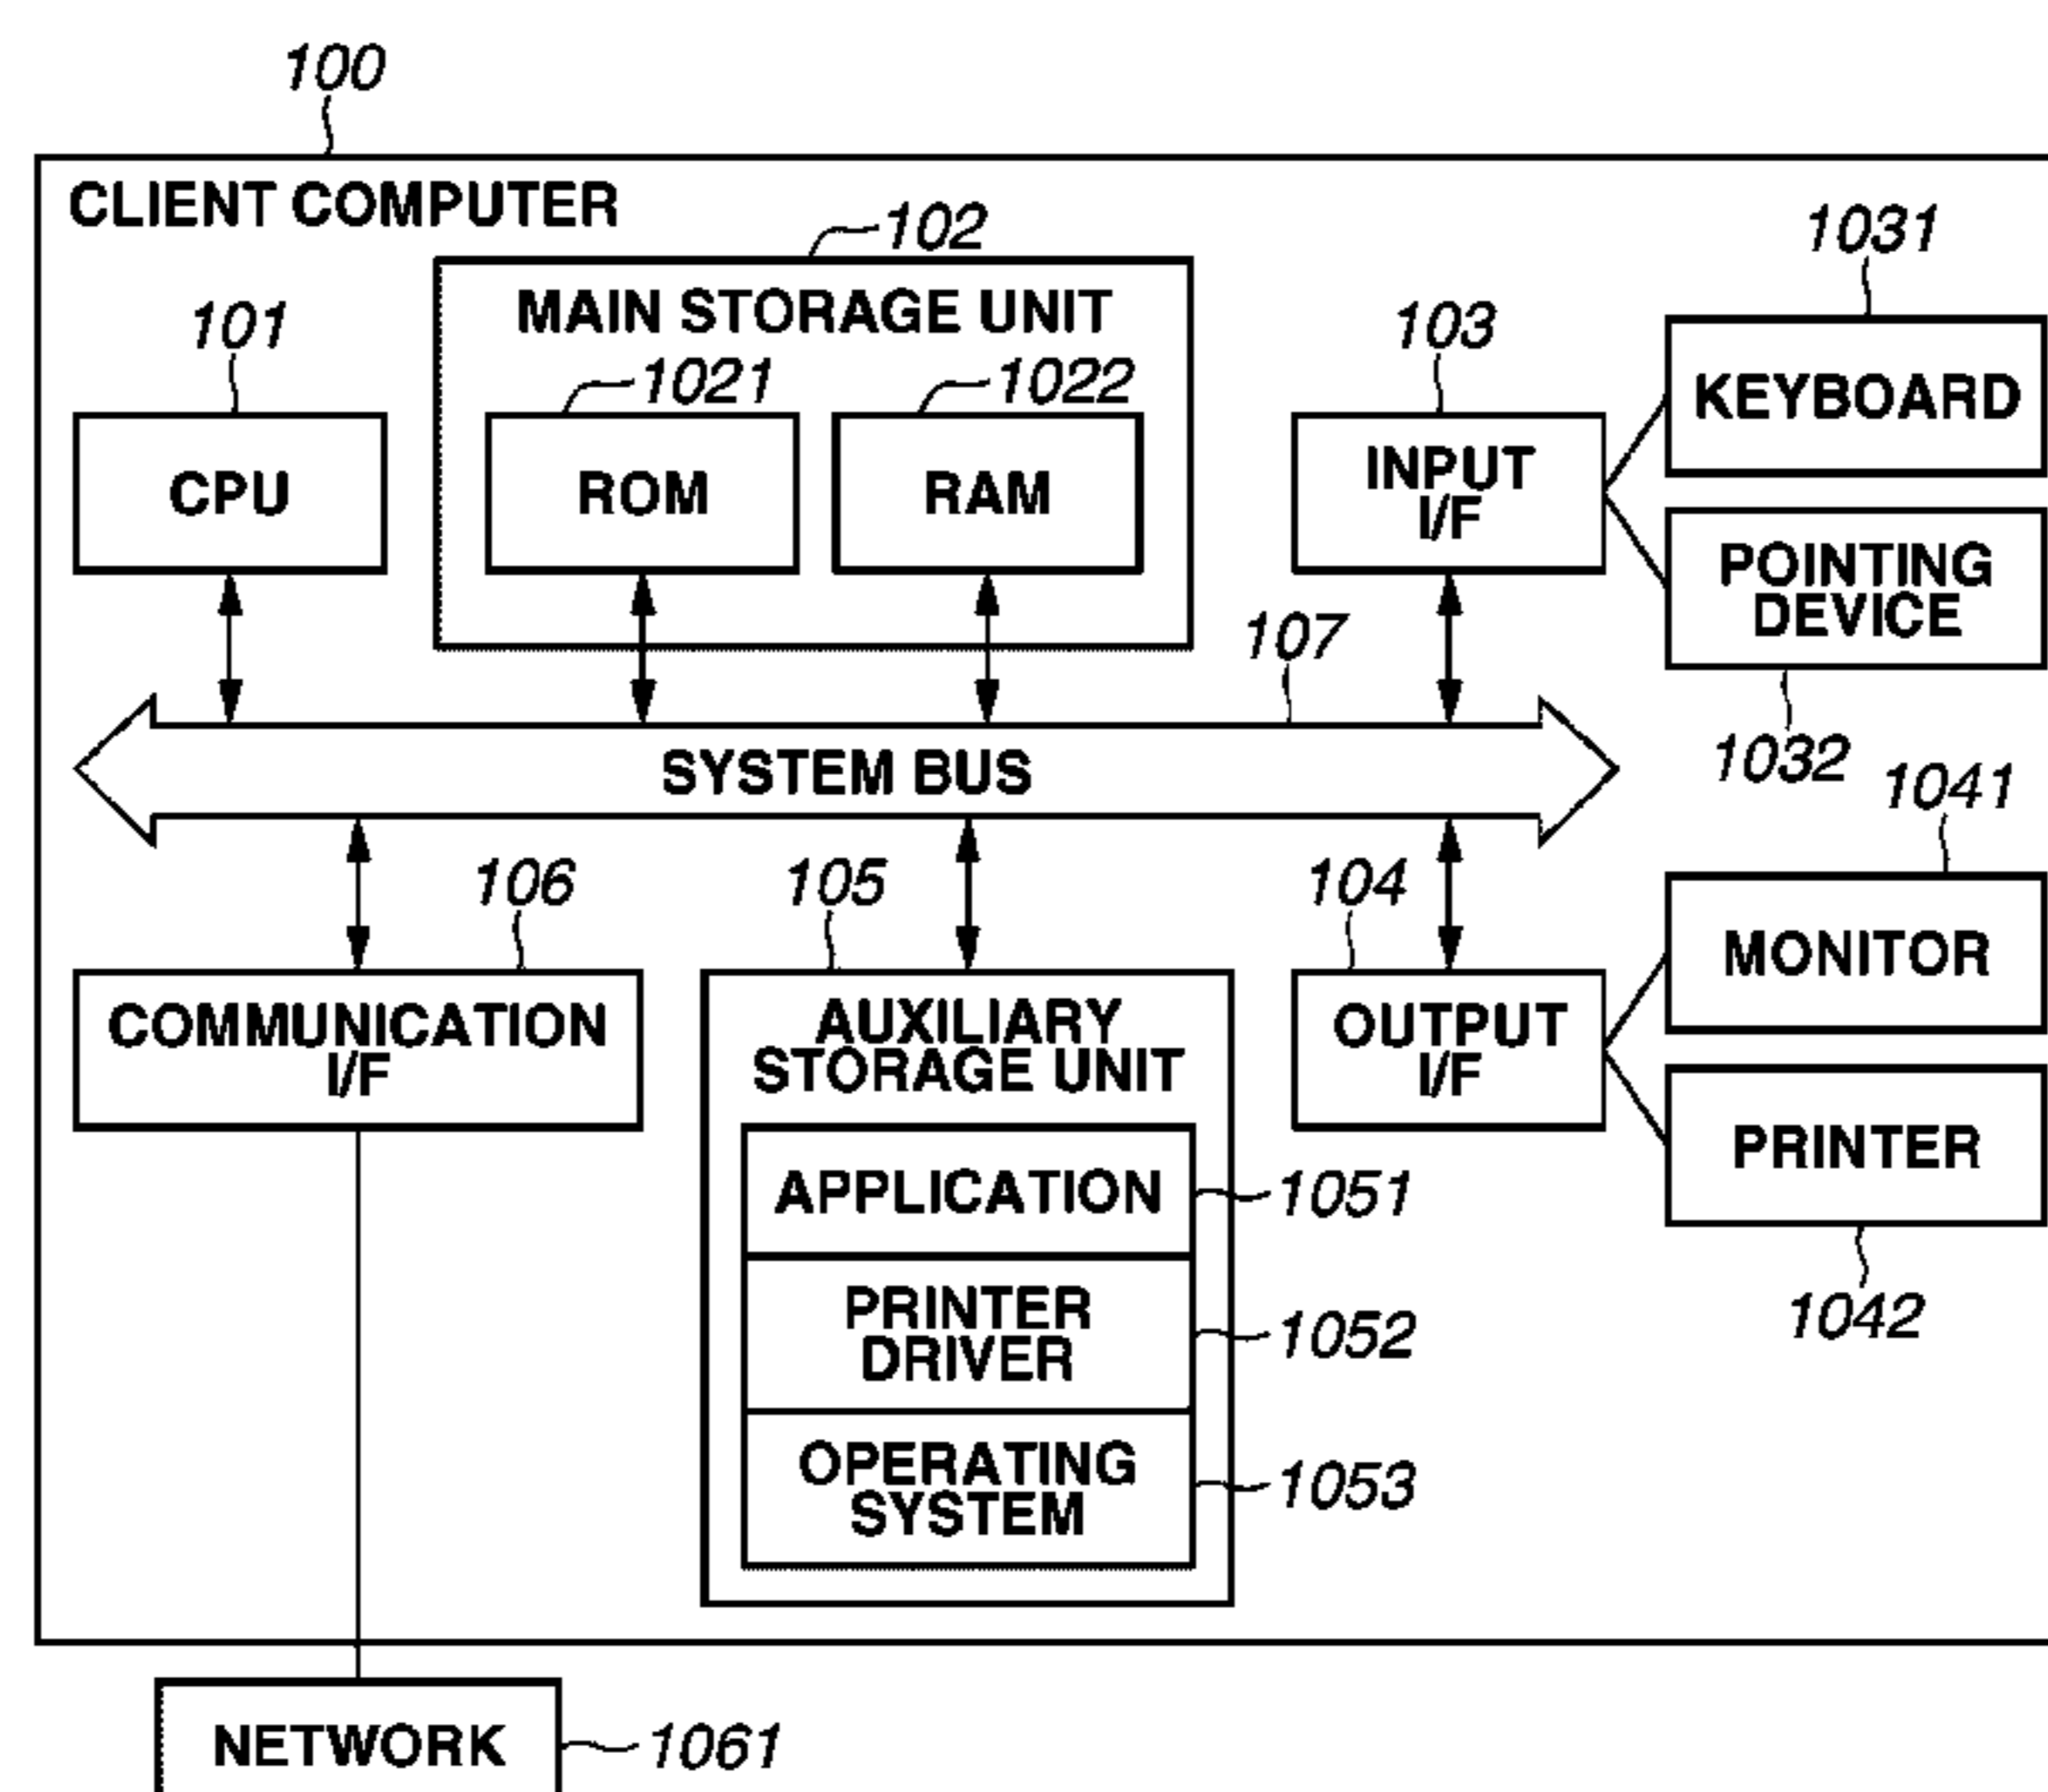 100
CLIENT COMPUTER
102
1031
101
MAIN STORAGE UNIT
103
1021
1022
KEYBOARD
CPU
ROM
RAM
INPUT
I/F
POINTING
DEVICE
107
1032
SYSTEM BUS
1041
106
105
104
MONITOR
COMMUNICATION
I/F
AUXILIARY
STORAGE UNIT
OUTPUT
I/F
PRINTER
APPLICATION
1051
PRINTER
DRIVER
1052
1042
OPERATING
SYSTEM
1053
NETWORK
1061